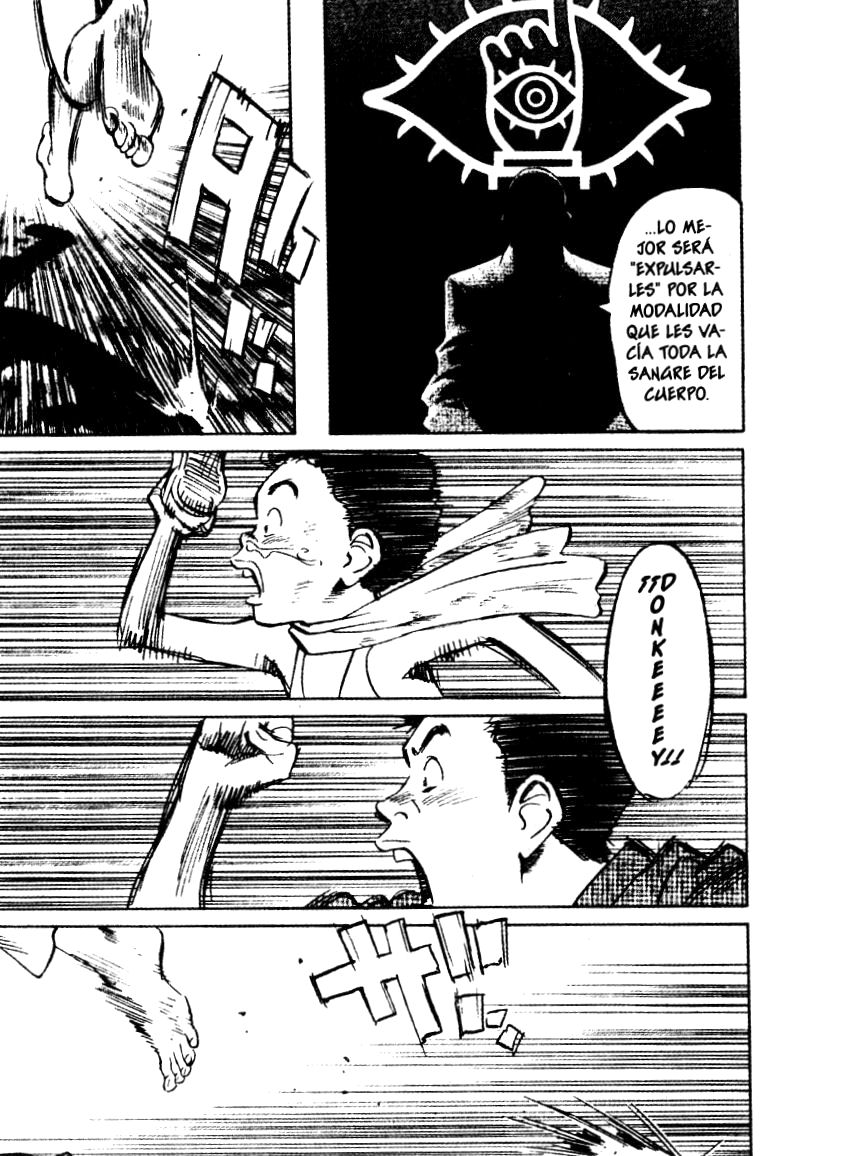 ...LO ME-
JOR SERÁ
"EXPULSAR-
LES" POR LA
MODALIDAD
QUE LES VA-
CÍA TODA LA
SANGRE DEL
CUERPO.
¡¡DONKEEEEY!!